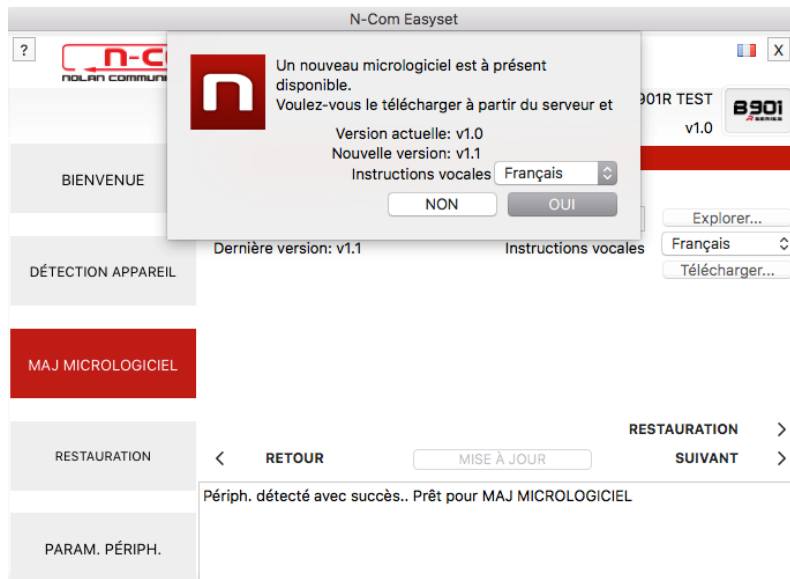 N-Com Easyset
?
n-c
X
NOLAN COMMUNI
Un nouveau micrologiciel est à présent
disponible.
Voulez-vous le télécharger à partir du serveur et
n
Version actuelle: v1.0
Nouvelle version: v1.1
Instructions vocales Français
NON
OUI
901R TEST
v1.0
B901
R SERIES
BIENVENUE
Explorer...
Dernière version: v1.1
Instructions vocales
Français
Télécharger...
DÉTECTION APPAREIL
MAJ MICROLOGICIEL
RESTAURATION
RESTAURATION
RETOUR
MISE À JOUR
SUIVANT
Périph. détecté avec succès.. Prêt pour MAJ MICROLOGICIEL
PARAM. PÉRIPH.